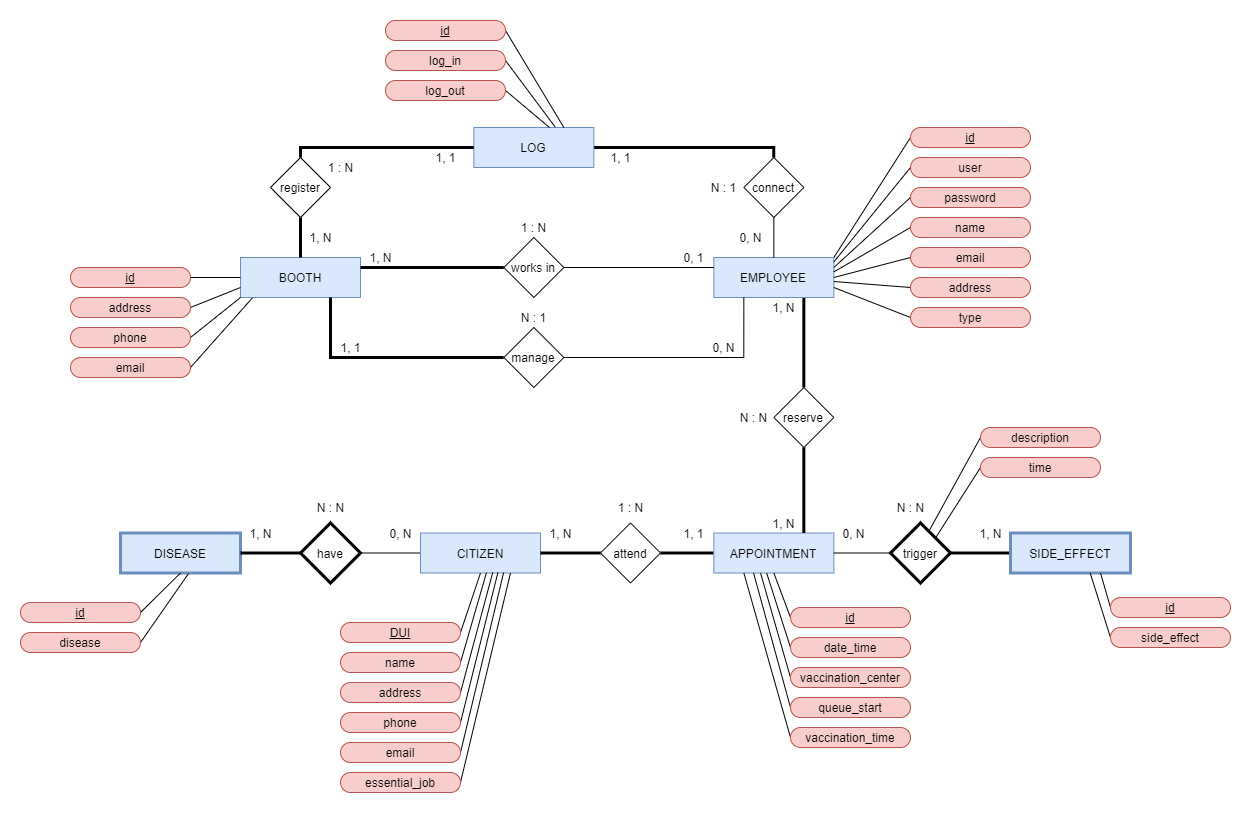 id
log_in
log_out
LOG
1, 1
1, 1
register
1 : N
N : 1
connect
id
user
password
name
email
address
type
1, N
0, N
1 : N
BOOTH
1, N
works in
0, 1
EMPLOYEE
id
address
phone
email
N : 1
1, 1
manage
0, N
1, N
N : N
reserve
description
time
1, N
N : N
DISEASE
1, N
have
0, N
CITIZEN
1, N
1 : N
attend
1, 1
APPOINTMENT
0, N
N : N
trigger
1, N
SIDE_EFFECT
id
disease
DUI
name
address
phone
email
essential_job
id
date_time
vaccination_center
queue_start
vaccination_time
id
side_effect